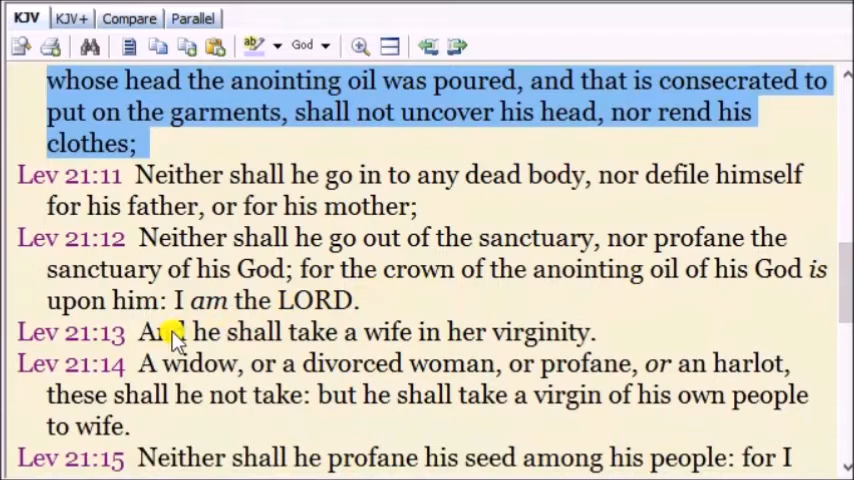 KJV KJV+ Compare Parallel
God
whose head the anointing oil was poured, and that is consecrated to
put on the garments, shall not uncover his head, nor rend his
clothes;
Lev 21:11 Neither shall he go in to any dead body, nor defile himself
for his father, or for his mother;
Lev 21:12 Neither shall he go out of the sanctuary, nor profane the
sanctuary of his God; for the crown of the anointing oil of his God is
upon him: I am the LORD.
Lev 21:13 And he shall take a wife in her virginity.
Lev 21:14 A widow, or a divorced woman, or profane, or an harlot,
these shall he not take: but he shall take a virgin of his own people
to wife.
Lev 21:15 Neither shall he profane his seed among his people: for I